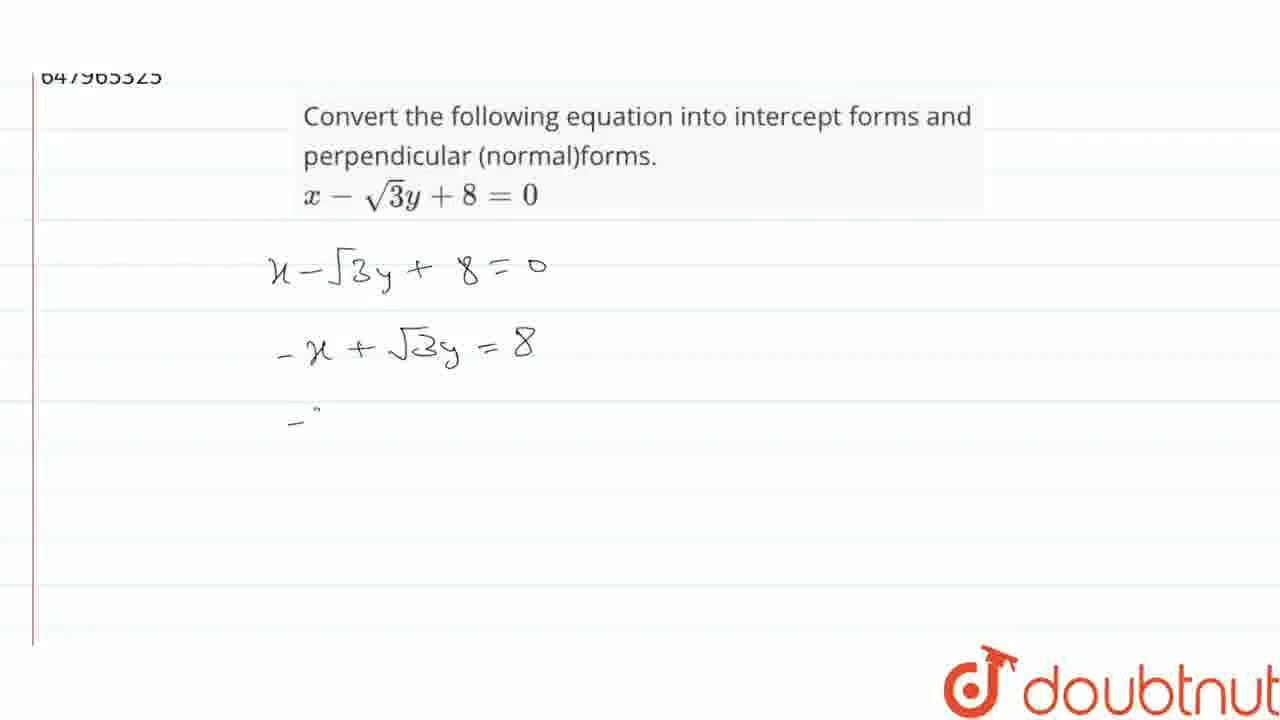 647965325
Convert the following equation into intercept forms and
perpendicular (normal)forms.
x − √3y + 8 = 0
x − √3y + 8 = 0
− x + √3y = 8
−
doubtnut